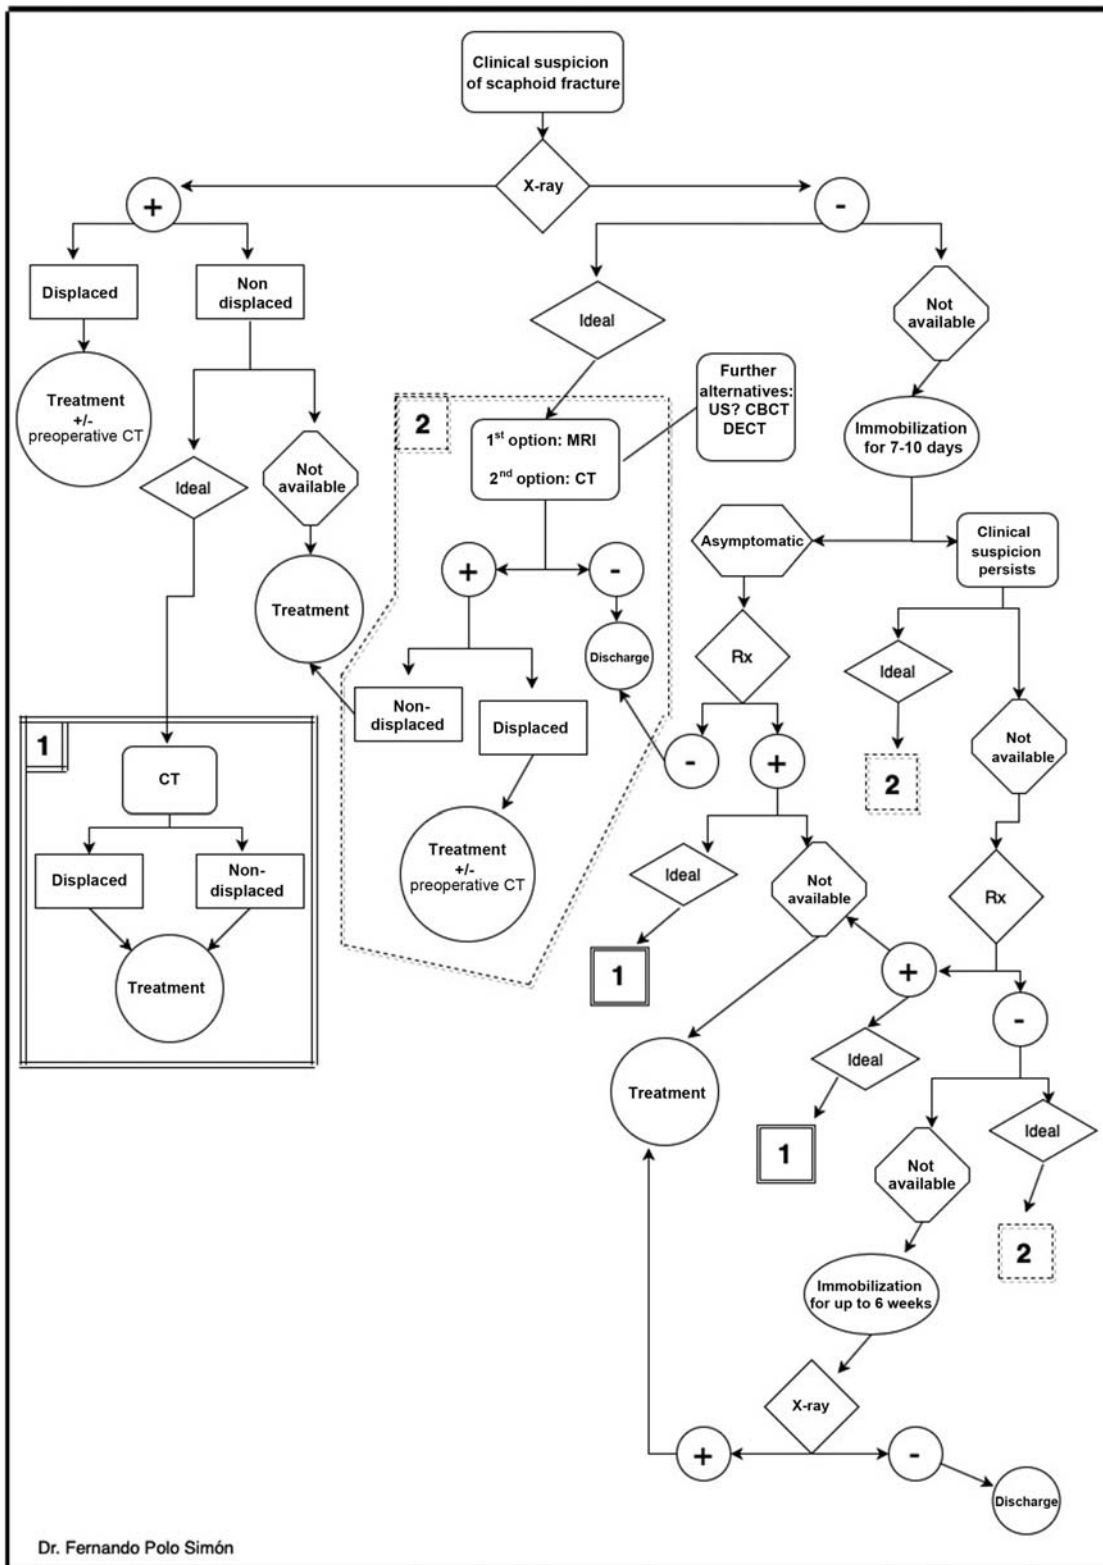 Clinical suspicion
of scaphoid fracture
X-ray
+
-
Displaced
Non
displaced
Ideal
Not
available
Treatment
+/-
preoperative CT
Further
alternatives:
US? CBCT
DECT
2
1st option: MRI
2nd option: CT
Immobilization
for 7-10 days
Ideal
Not
available
Asymptomatic
Clinical
suspicion
persists
+
-
Treatment
Discharge
Rx
Ideal
Non-
displaced
Displaced
Not
available
1
CT
-
+
2
Displaced
Non-
displaced
Treatment
+/-
preoperative CT
Ideal
Not
available
Rx
Treatment
1
+
-
Ideal
Treatment
1
Not
available
Ideal
2
Immobilization
for up to 6 weeks
X-ray
+
-
Discharge
Dr. Fernando Polo Simón